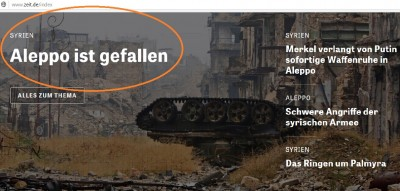 www.zeit.de/index
SYRIEN
Aleppo ist gefallen
ALLES ZUM THEMA
SYRIEN
Merkel verlangt von Putin
sofortige Waffenruhe in
Aleppo
ALEPPO
Schwere Angriffe der
syrischen Armee
SYRIEN
Das Ringen um Palmyra